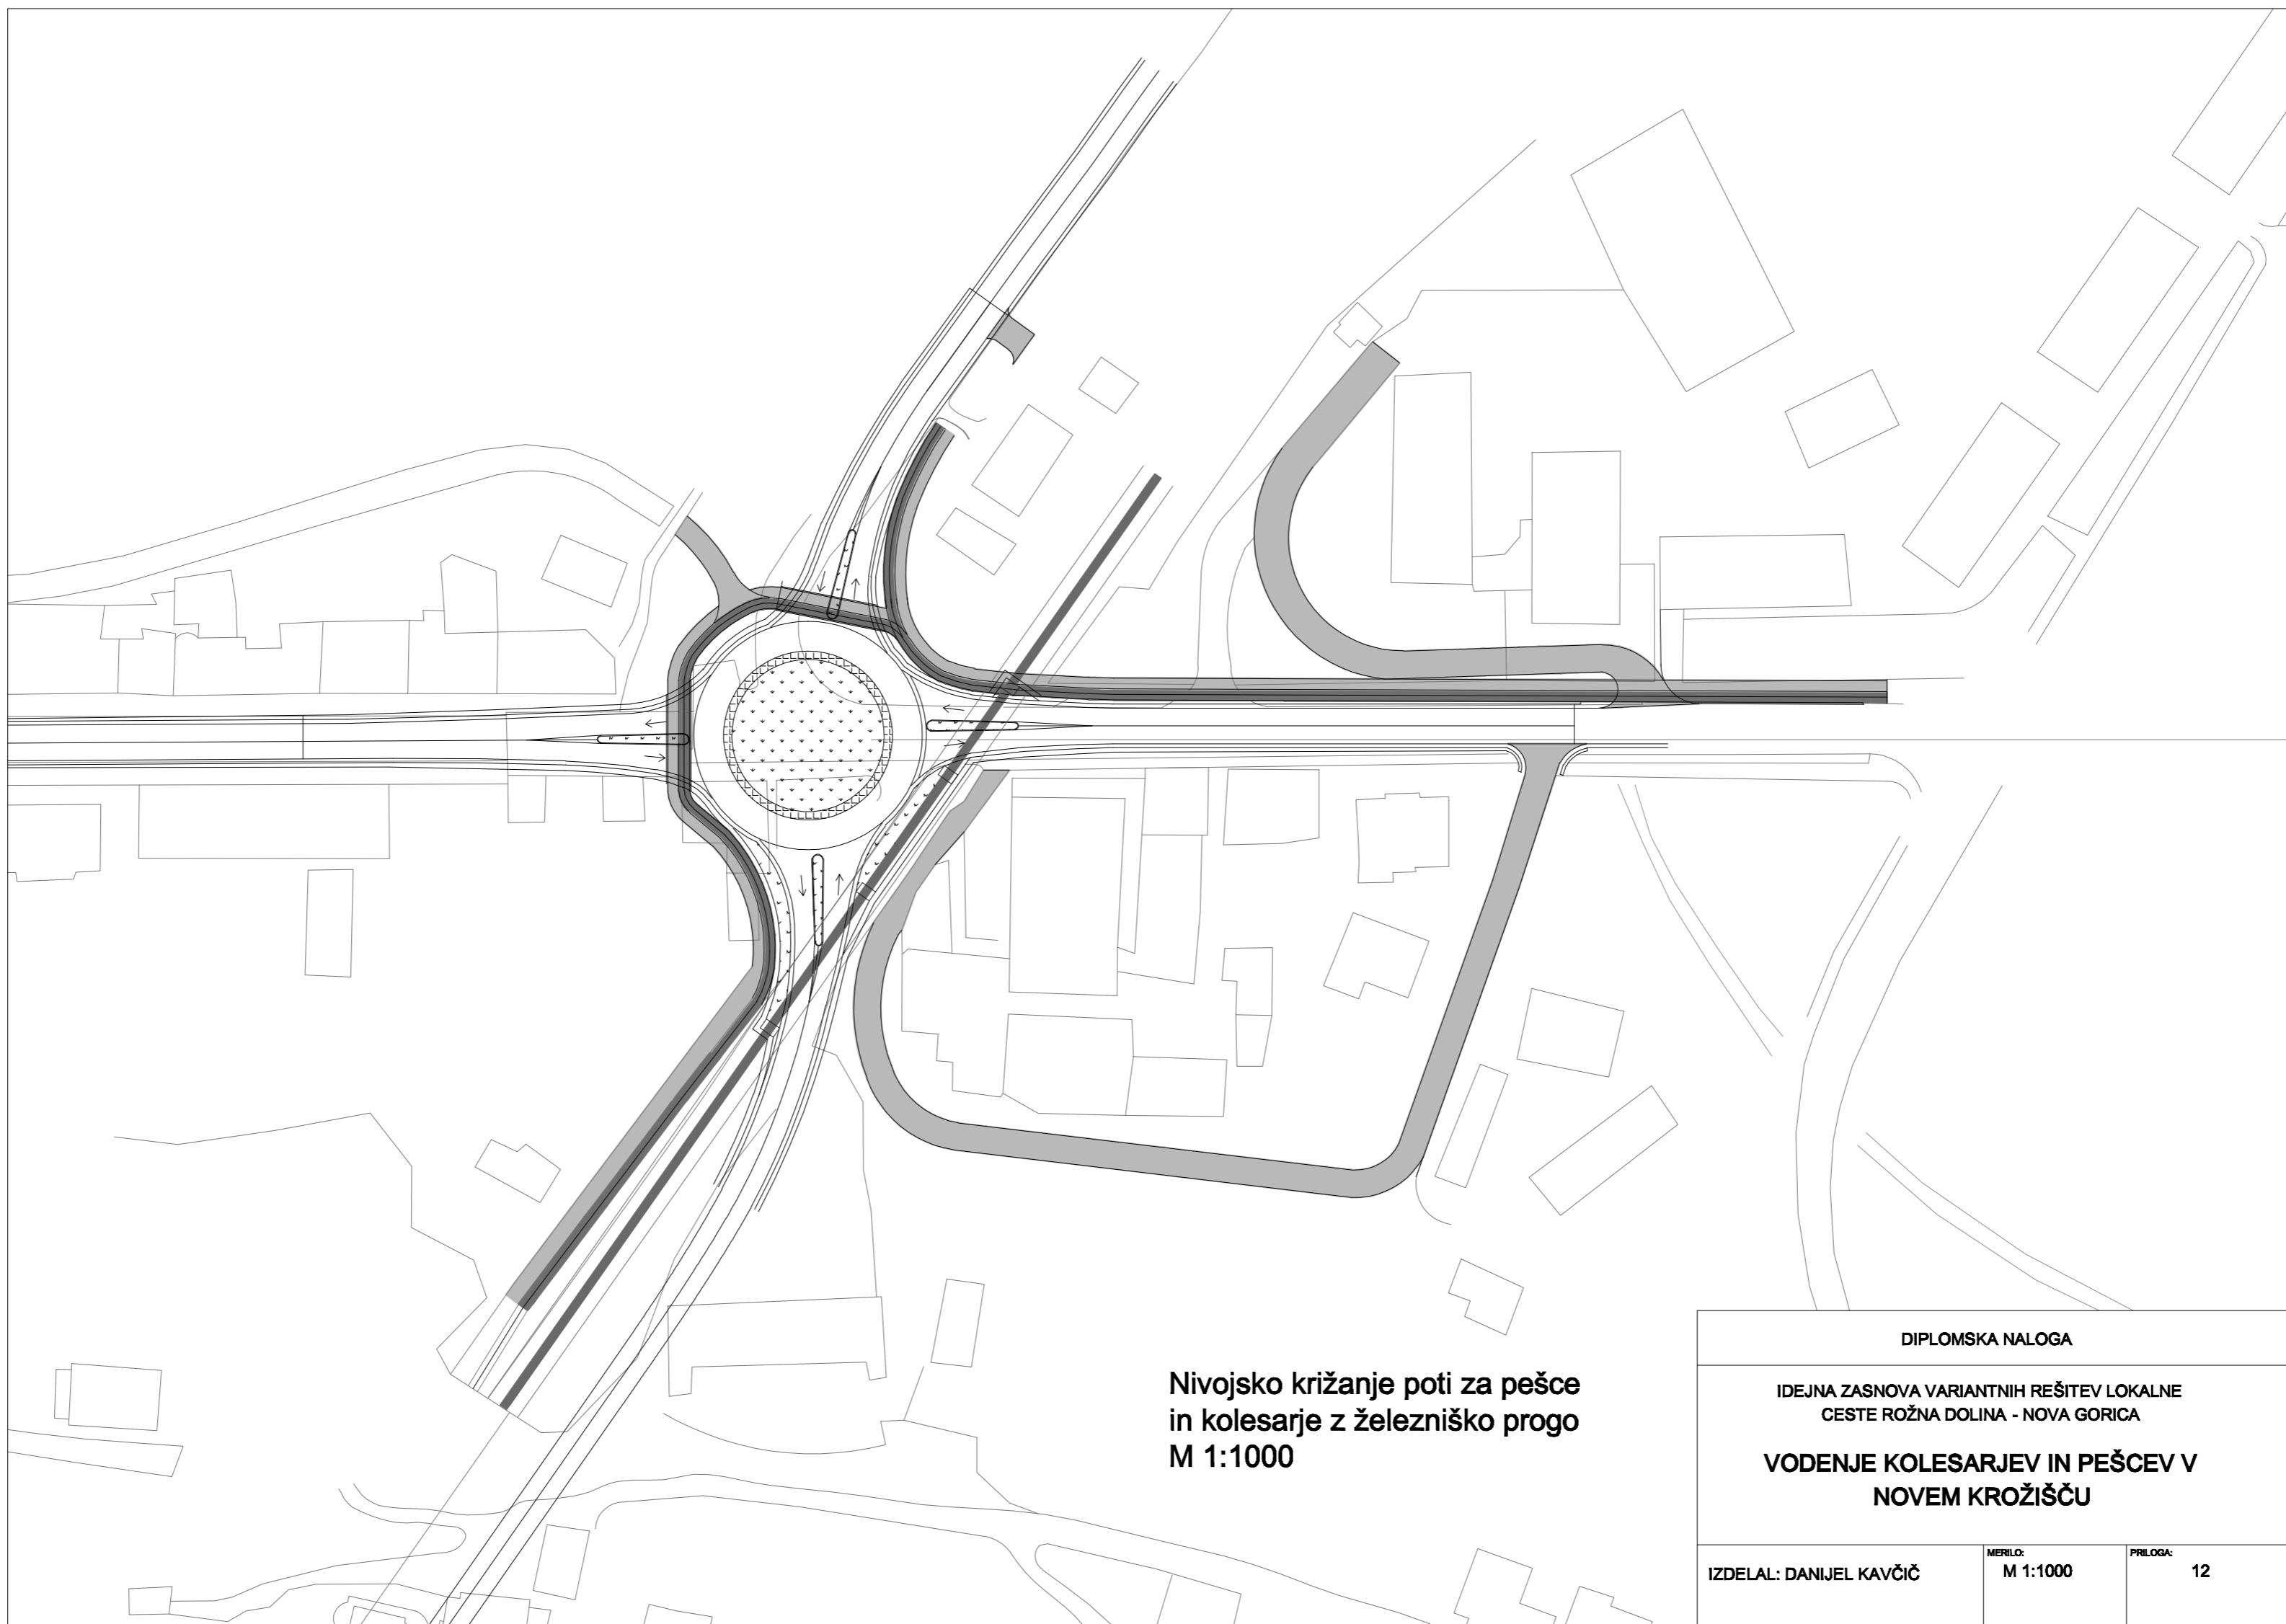 Nivojsko križanje poti za pešce
in kolesarje z železniško progo
M 1:1000
DIPLOMSKA NALOGA
IDEJNA ZASNOVA VARIANTNIH REŠITEV LOKALNE
CESTE ROŽNA DOLINA - NOVA GORICA
VODENJE KOLESARJEV IN PEŠCEV V
NOVEM KROŽIŠČU
IZDELAL: DANIJEL KAVČIČ
MERILO:
M 1:1000
PRILOGA:
12